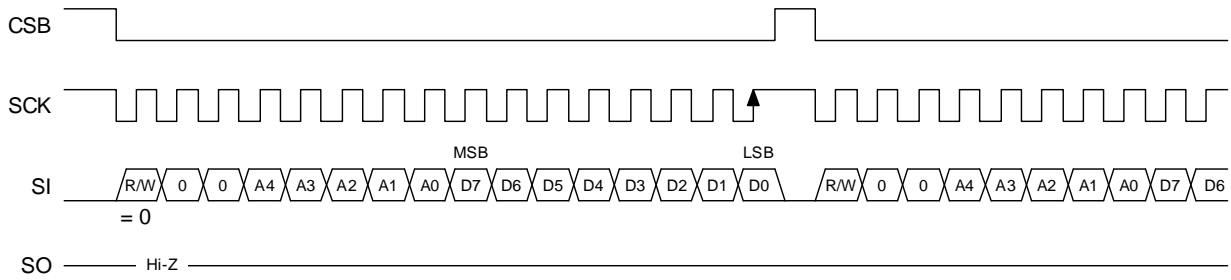 CSB
SCK
MSB LSB
SI R/W 0 0 A4 A3 A2 A1 A0 D7 D6 D5 D4 D3 D2 D1 D0 R/W 0 0 A4 A3 A2 A1 A0 D7 D6
= 0
SO Hi-Z